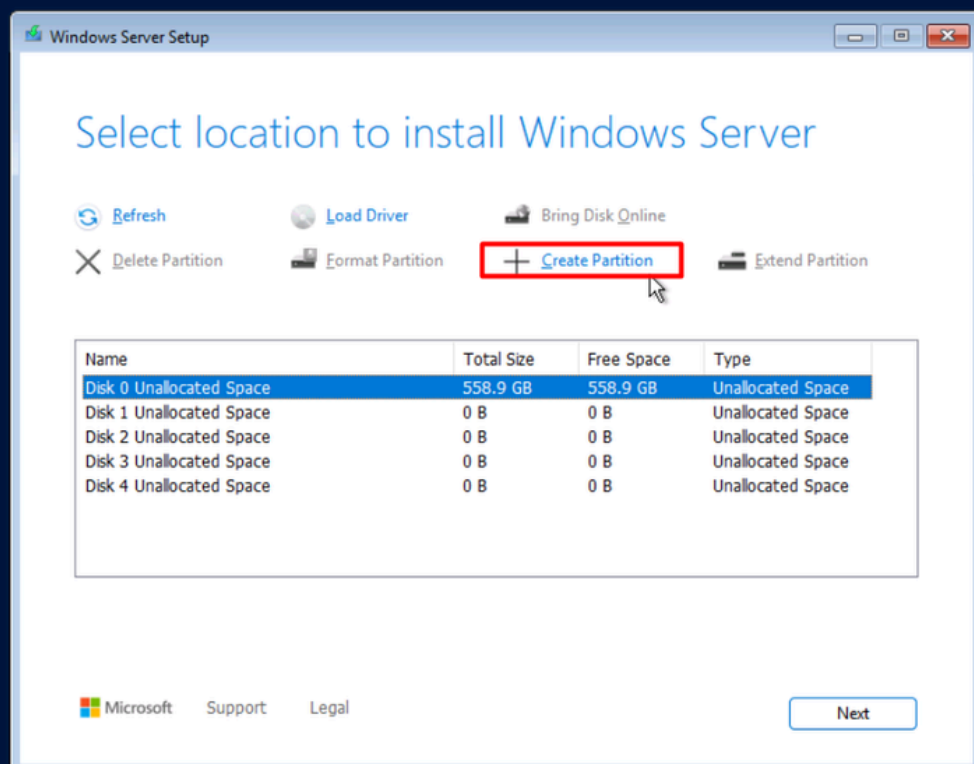 Windows Server Setup
Select location to install Windows Server
Refresh Load Driver Bring Disk Online
Delete Partition Format Partition Create Partition Extend Partition
Name Total Size Free Space Type
Disk 0 Unallocated Space 558.9 GB 558.9 GB Unallocated Space
Disk 1 Unallocated Space 0 B 0 B Unallocated Space
Disk 2 Unallocated Space 0 B 0 B Unallocated Space
Disk 3 Unallocated Space 0 B 0 B Unallocated Space
Disk 4 Unallocated Space 0 B 0 B Unallocated Space
Microsoft Support Legal Next